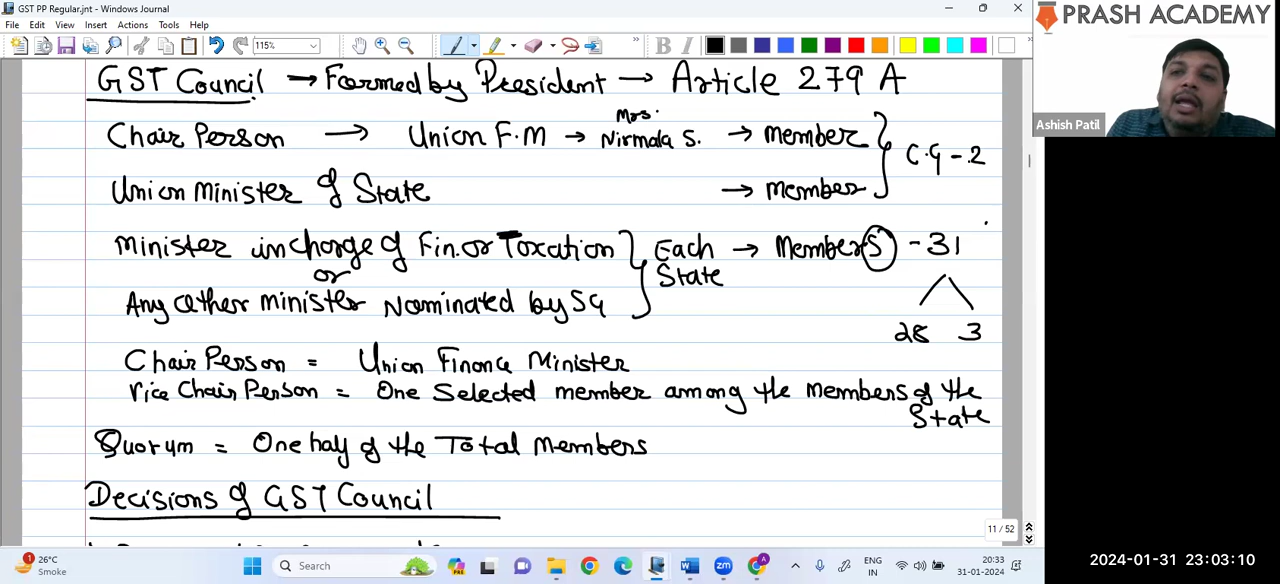 GST PP Regular.jnt - Windows Journal
PRASH ACADEMY
File Edit View Insert Actions Tools Help
115%
B I
GST Council → Formed by President → Article 279 A
Mrs.
Chair Person → Union F.M → Nirmala S. → Member
C.G - 2
Union Minister of State → Member
Minister incharge of Fin. or Taxation Each → Members - 31
or State
Any other minister Nominated by SG
28 3
Chair Person = Union Finance Minister
Vice Chair Person = One Selected member among the Members of the
State
Quorum = One half of the Total Members
Decisions of GST Council
Ashish Patil
11 / 52
26°C
Smoke
Search
ENG
IN
20:33
31-01-2024
2024-01-31 23:03:10